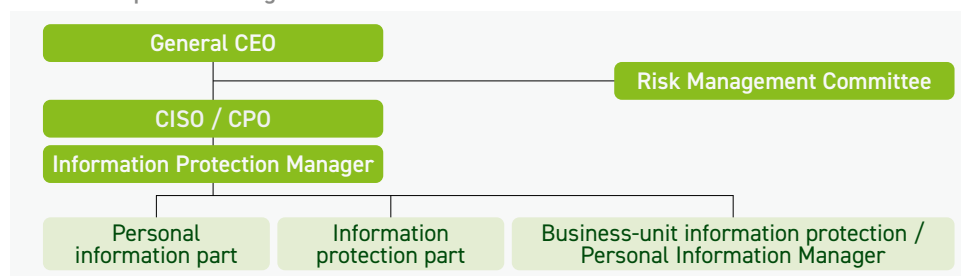 General CEO
Risk Management Committee
CISO / CPO
Information Protection Manager
Personal
information part
Information
protection part
Business-unit information protection /
Personal Information Manager